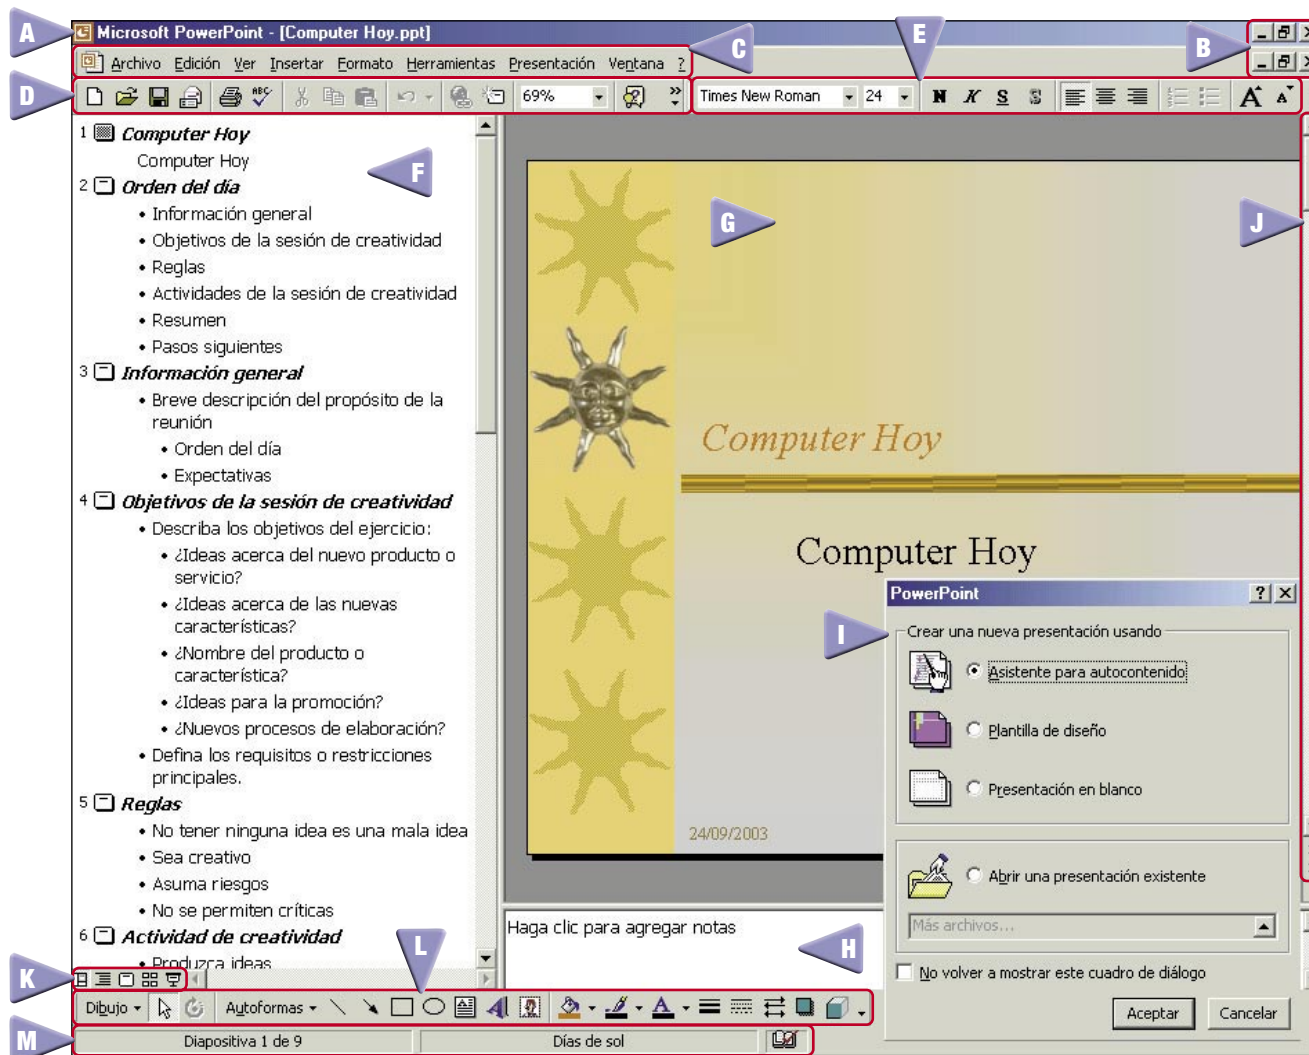 A
Microsoft PowerPoint - [Computer Hoy.ppt]
E
B
C
Archivo Edición Ver Insertar Formato Herramientas Presentación Ventana ?
D
ABC
69%
Times New Roman 24 N K S S A A
1 Computer Hoy
Computer Hoy
2 Orden del día
• Información general
• Objetivos de la sesión de creatividad
• Reglas
• Actividades de la sesión de creatividad
• Resumen
• Pasos siguientes
3 Información general
• Breve descripción del propósito de la
reunión
• Orden del día
• Expectativas
4 Objetivos de la sesión de creatividad
• Describa los objetivos del ejercicio:
• ¿Ideas acerca del nuevo producto o
servicio?
• ¿Ideas acerca de las nuevas
características?
• ¿Nombre del producto o
característica?
• ¿Ideas para la promoción?
• ¿Nuevos procesos de elaboración?
• Defina los requisitos o restricciones
principales.
5 Reglas
• No tener ninguna idea es una mala idea
• Sea creativo
• Asuma riesgos
• No se permiten críticas
6 Actividad de creatividad
• Produzca ideas
F
G
J
Computer Hoy
Computer Hoy
24/09/2003
I
PowerPoint
Crear una nueva presentación usando
Asistente para autocontenido
Plantilla de diseño
Presentación en blanco
Abrir una presentación existente
Más archivos...
No volver a mostrar este cuadro de diálogo
Aceptar Cancelar
Haga clic para agregar notas
H
L
K
Dibujo Autoformas A A
M
Diapositiva 1 de 9 Días de sol